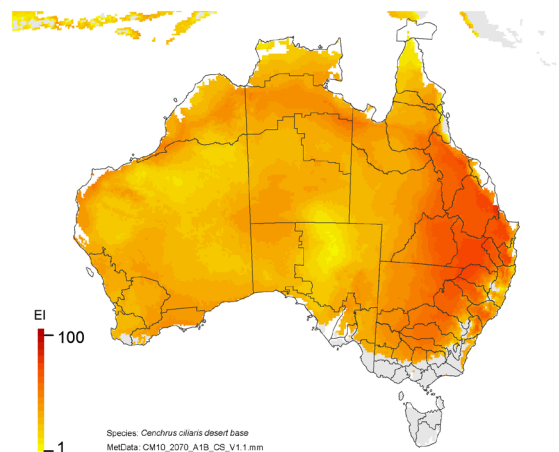 EI
100
1
Species: Cenchrus ciliaris desert base
MetData: CM10_2070_A1B_CS_V1.1.mm